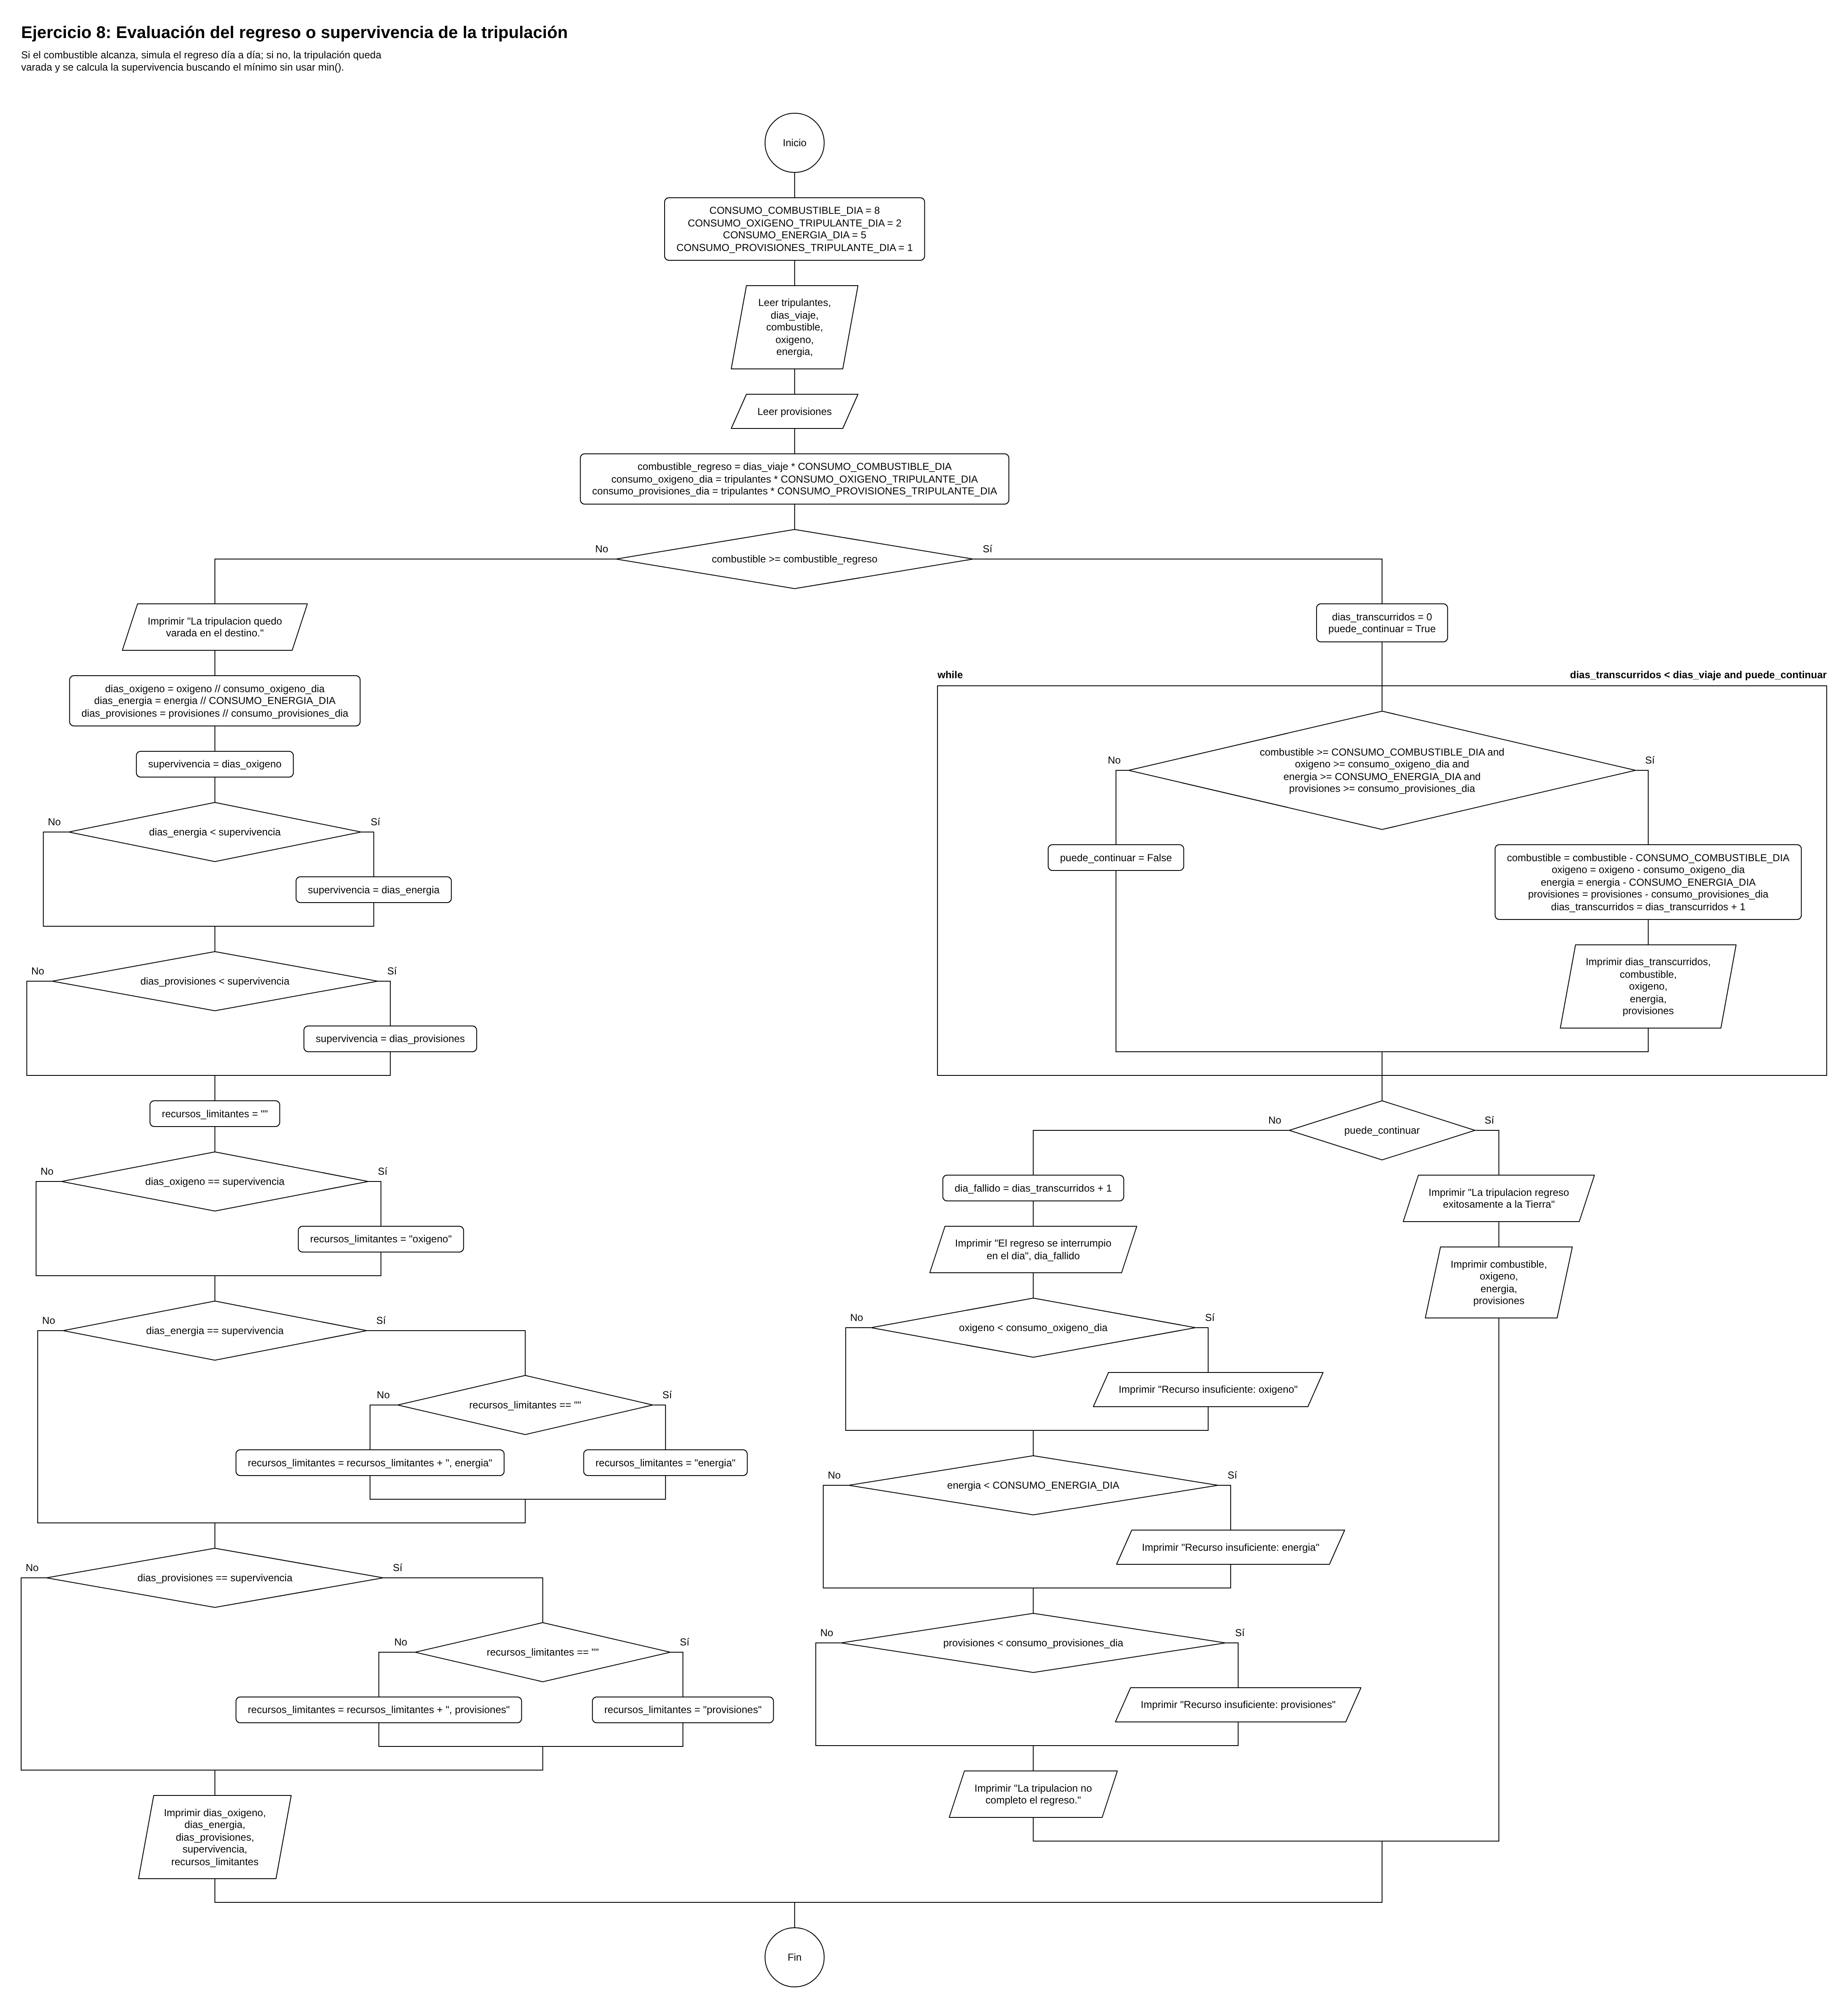 Ejercicio 8: Evaluación del regreso o supervivencia de la tripulación
Si el combustible alcanza, simula el regreso día a día; si no, la tripulación queda
varada y se calcula la supervivencia buscando el mínimo sin usar min().
Inicio
CONSUMO_COMBUSTIBLE_DIA = 8
CONSUMO_OXIGENO_TRIPULANTE_DIA = 2
CONSUMO_ENERGIA_DIA = 5
CONSUMO_PROVISIONES_TRIPULANTE_DIA = 1
Leer tripulantes,
dias_viaje,
combustible,
oxigeno,
energia,
Leer provisiones
combustible_regreso = dias_viaje * CONSUMO_COMBUSTIBLE_DIA
consumo_oxigeno_dia = tripulantes * CONSUMO_OXIGENO_TRIPULANTE_DIA
consumo_provisiones_dia = tripulantes * CONSUMO_PROVISIONES_TRIPULANTE_DIA
No
combustible >= combustible_regreso
Sí
Imprimir "La tripulacion quedo
varada en el destino."
dias_oxigeno = oxigeno // consumo_oxigeno_dia
dias_energia = energia // CONSUMO_ENERGIA_DIA
dias_provisiones = provisiones // consumo_provisiones_dia
supervivencia = dias_oxigeno
No
dias_energia < supervivencia
Sí
supervivencia = dias_energia
No
dias_provisiones < supervivencia
Sí
supervivencia = dias_provisiones
recursos_limitantes = ""
No
dias_oxigeno == supervivencia
Sí
recursos_limitantes = "oxigeno"
No
dias_energia == supervivencia
Sí
No
recursos_limitantes == ""
Sí
recursos_limitantes = recursos_limitantes + ", energia"
recursos_limitantes = "energia"
No
dias_provisiones == supervivencia
Sí
No
recursos_limitantes == ""
Sí
recursos_limitantes = recursos_limitantes + ", provisiones"
recursos_limitantes = "provisiones"
Imprimir dias_oxigeno,
dias_energia,
dias_provisiones,
supervivencia,
recursos_limitantes
dias_transcurridos = 0
puede_continuar = True
while
dias_transcurridos < dias_viaje and puede_continuar
No
combustible >= CONSUMO_COMBUSTIBLE_DIA and
oxigeno >= consumo_oxigeno_dia and
energia >= CONSUMO_ENERGIA_DIA and
provisiones >= consumo_provisiones_dia
Sí
puede_continuar = False
combustible = combustible - CONSUMO_COMBUSTIBLE_DIA
oxigeno = oxigeno - consumo_oxigeno_dia
energia = energia - CONSUMO_ENERGIA_DIA
provisiones = provisiones - consumo_provisiones_dia
dias_transcurridos = dias_transcurridos + 1
Imprimir dias_transcurridos,
combustible,
oxigeno,
energia,
provisiones
No
puede_continuar
Sí
dia_fallido = dias_transcurridos + 1
Imprimir "El regreso se interrumpio
en el dia", dia_fallido
No
oxigeno < consumo_oxigeno_dia
Sí
Imprimir "Recurso insuficiente: oxigeno"
No
energia < CONSUMO_ENERGIA_DIA
Sí
Imprimir "Recurso insuficiente: energia"
No
provisiones < consumo_provisiones_dia
Sí
Imprimir "Recurso insuficiente: provisiones"
Imprimir "La tripulacion no
completo el regreso."
Imprimir "La tripulacion regreso
exitosamente a la Tierra"
Imprimir combustible,
oxigeno,
energia,
provisiones
Fin